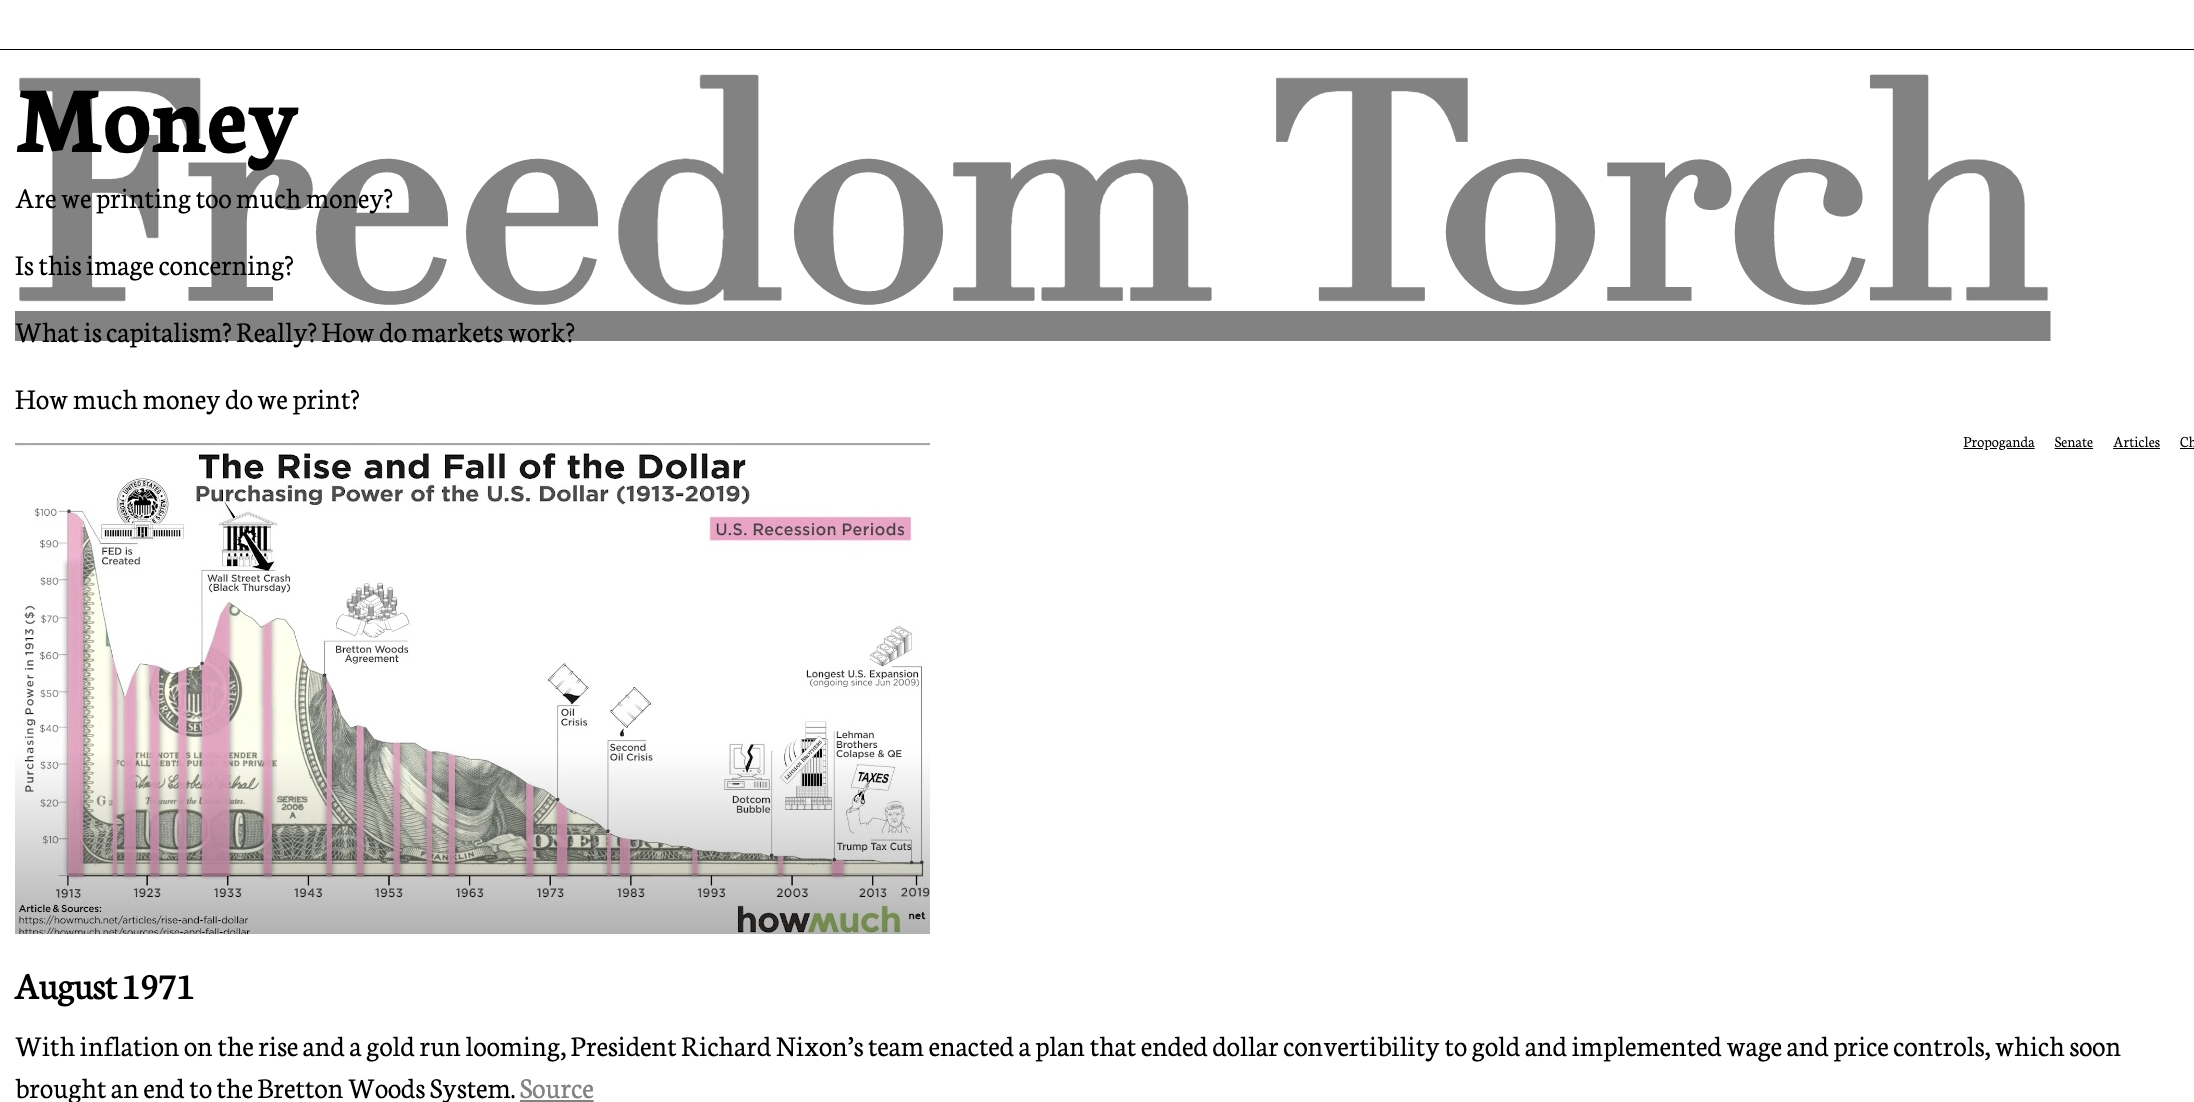 Freedom Torch
Money
Are we printing too much money?
Is this image concerning?
What is capitalism? Really? How do markets work?
How much money do we print?
Propoganda Senate Articles Ch
The Rise and Fall of the Dollar
Purchasing Power of the U.S. Dollar (1913-2019)
U.S. Recession Periods
FED is
Created
Wall Street Crash
(Black Thursday)
Bretton Woods
Agreement
Oil
Crisis
Second
Oil Crisis
Longest U.S. Expansion
(ongoing since Jun 2009)
Dotcom
Bubble
LEHMAN BROTHERS
Lehman
Brothers
Colapse & QE
TAXES
Trump Tax Cuts
Purchasing Power in 1913 ($)
$100
$90
$80
$70
$60
$50
$40
$30
$20
$10
SERIES
2006
A
100
FRANKLIN
1913 1923 1933 1943 1953 1963 1973 1983 1993 2003 2013 2019
Article & Sources:
https://howmuch.net/articles/rise-and-fall-dollar
https://howmuch.net/sources/rise-and-fall-dollar
howmuch net
August 1971
With inflation on the rise and a gold run looming, President Richard Nixon’s team enacted a plan that ended dollar convertibility to gold and implemented wage and price controls, which soon
brought an end to the Bretton Woods System. Source